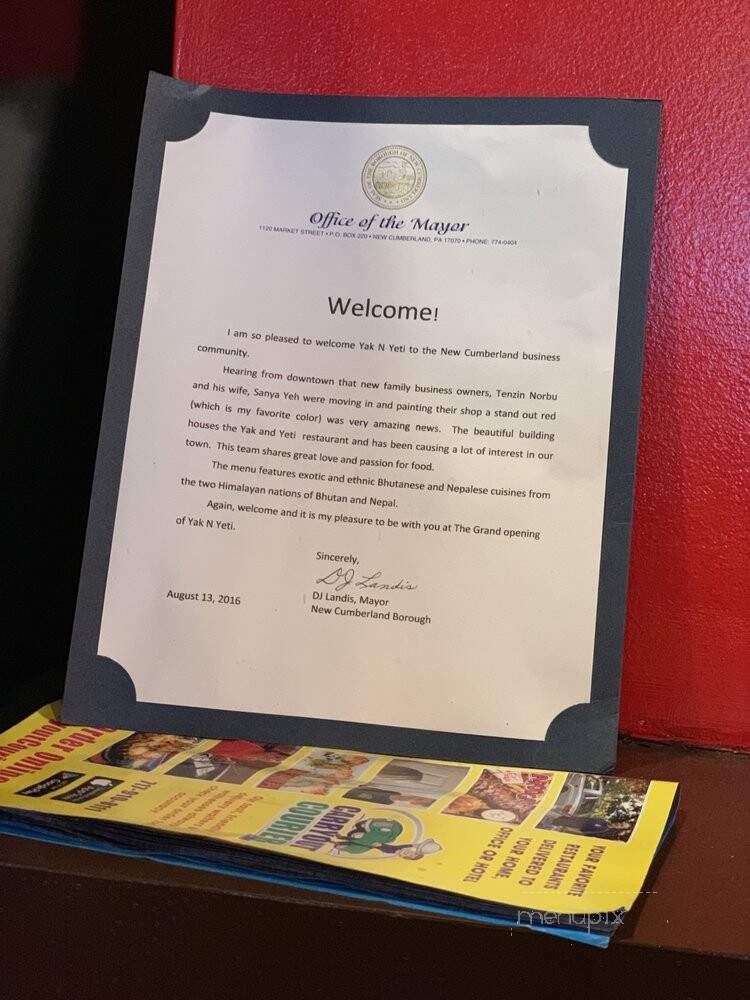 SEAL OF THE BOROUGH OF NEW CUMBERLAND
Office of the Mayor
1120 MARKET STREET • P.O. BOX 220 • NEW CUMBERLAND, PA 17070 • PHONE: 774-0404
Welcome!
I am so pleased to welcome Yak N Yeti to the New Cumberland business
community.
Hearing from downtown that new family business owners, Tenzin Norbu
and his wife, Sanya Yeh were moving in and painting their shop a stand out red
(which is my favorite color) was very amazing news. The beautiful building
houses the Yak and Yeti restaurant and has been causing a lot of interest in our
town. This team shares great love and passion for food.
The menu features exotic and ethnic Bhutanese and Nepalese cuisines from
the two Himalayan nations of Bhutan and Nepal.
Again, welcome and it is my pleasure to be with you at The Grand opening
of Yak N Yeti.
Sincerely,
DJ Landis
DJ Landis, Mayor
New Cumberland Borough
August 13, 2016
CARRYOUT
COURIER
YOUR FAVORITE
RESTAURANTS
DELIVERED TO
YOUR HOME,
OFFICE OR HOTEL
menupix